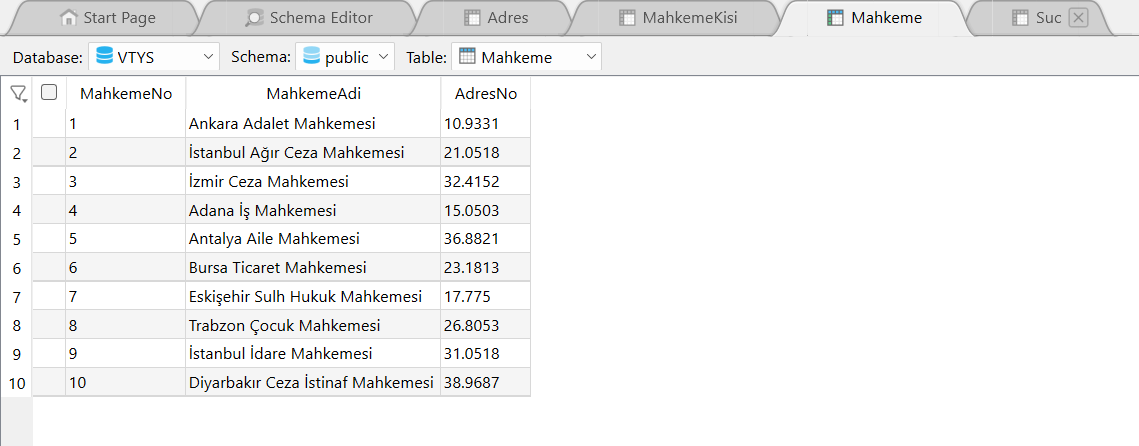 Start Page Schema Editor Adres MahkemeKisi Mahkeme Suc
Database: VTYS Schema: public Table: Mahkeme
MahkemeNo MahkemeAdi AdresNo
1 1 Ankara Adalet Mahkemesi 10.9331
2 2 İstanbul Ağır Ceza Mahkemesi 21.0518
3 3 İzmir Ceza Mahkemesi 32.4152
4 4 Adana İş Mahkemesi 15.0503
5 5 Antalya Aile Mahkemesi 36.8821
6 6 Bursa Ticaret Mahkemesi 23.1813
7 7 Eskişehir Sulh Hukuk Mahkemesi 17.775
8 8 Trabzon Çocuk Mahkemesi 26.8053
9 9 İstanbul İdare Mahkemesi 31.0518
10 10 Diyarbakır Ceza İstinaf Mahkemesi 38.9687